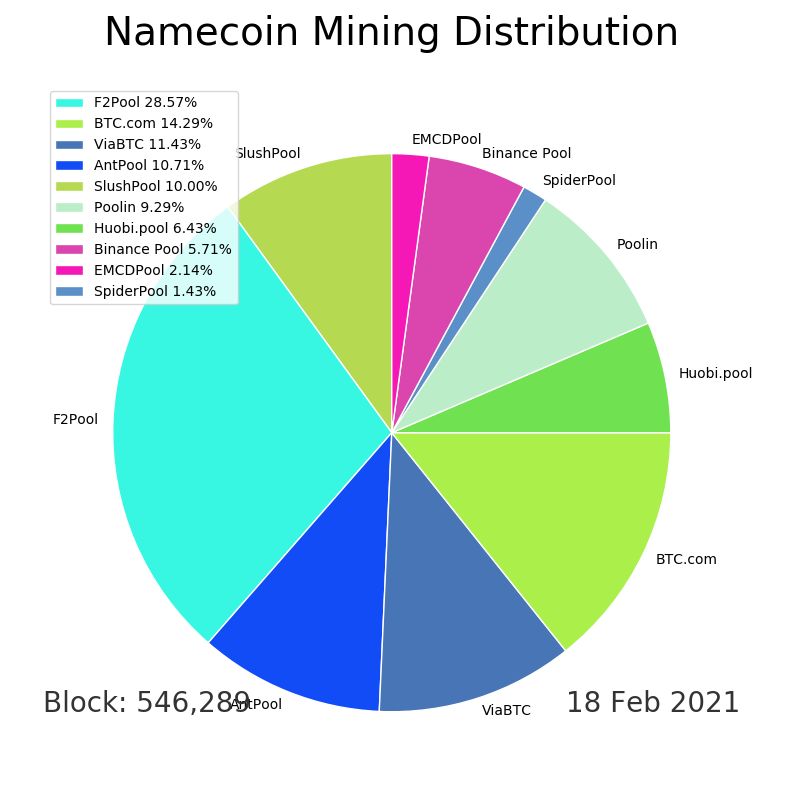 Namecoin Mining Distribution
F2Pool 28.57%
BTC.com 14.29%
ViaBTC 11.43%
AntPool 10.71%
SlushPool 10.00%
Poolin 9.29%
Huobi.pool 6.43%
Binance Pool 5.71%
EMCDPool 2.14%
SpiderPool 1.43%
EMCDPool
SlushPool
Binance Pool
SpiderPool
Poolin
Huobi.pool
F2Pool
BTC.com
Block: 546,289
AntPool
ViaBTC
18 Feb 2021